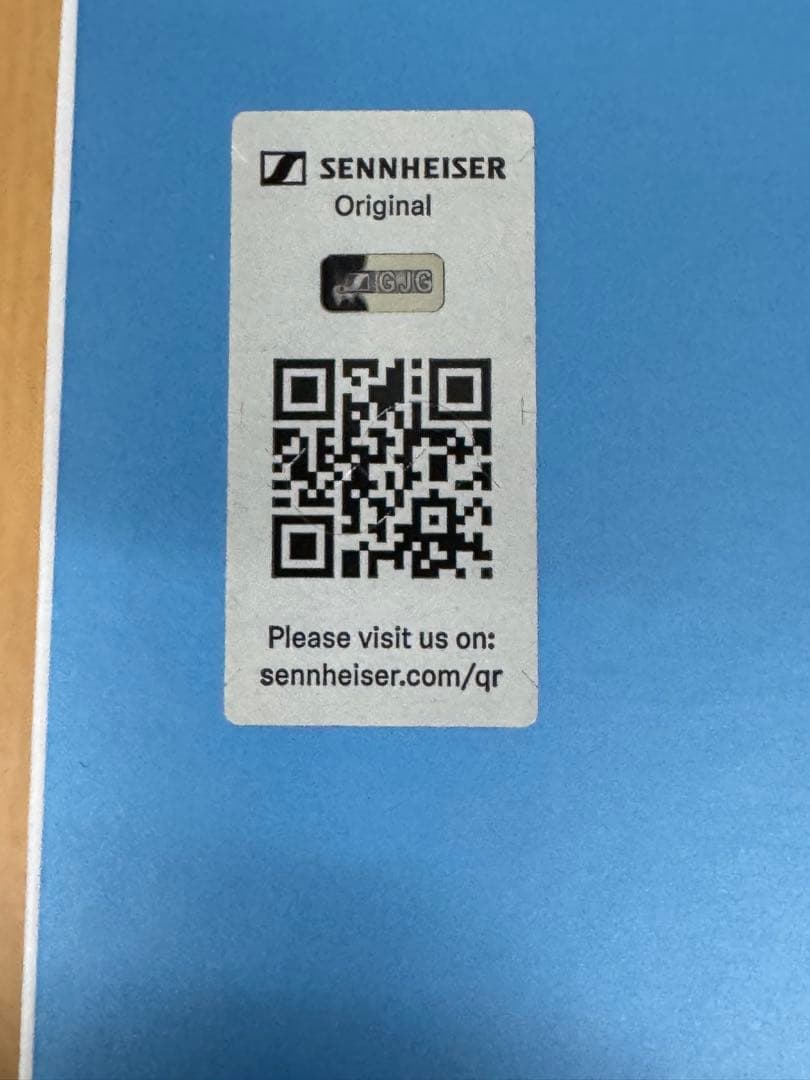 SENNHEISER
Original
GJG
Please visit us on:
sennheiser.com/qr